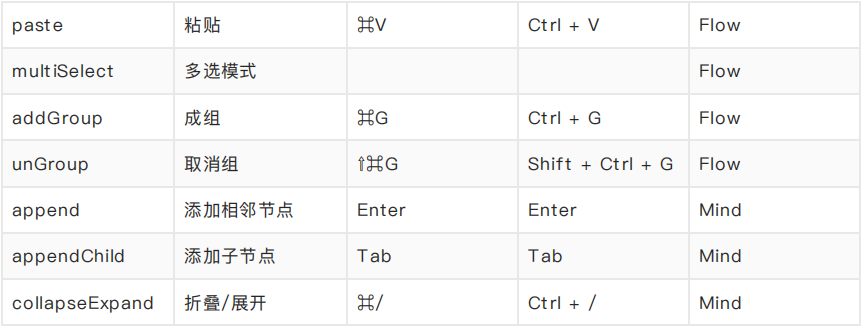 paste 粘贴 ⌘V Ctrl + V Flow
multiSelect 多选模式 Flow
addGroup 成组 ⌘G Ctrl + G Flow
unGroup 取消组 ⇧⌘G Shift + Ctrl + G Flow
append 添加相邻节点 Enter Enter Mind
appendChild 添加子节点 Tab Tab Mind
collapseExpand 折叠/展开 ⌘/ Ctrl + / Mind